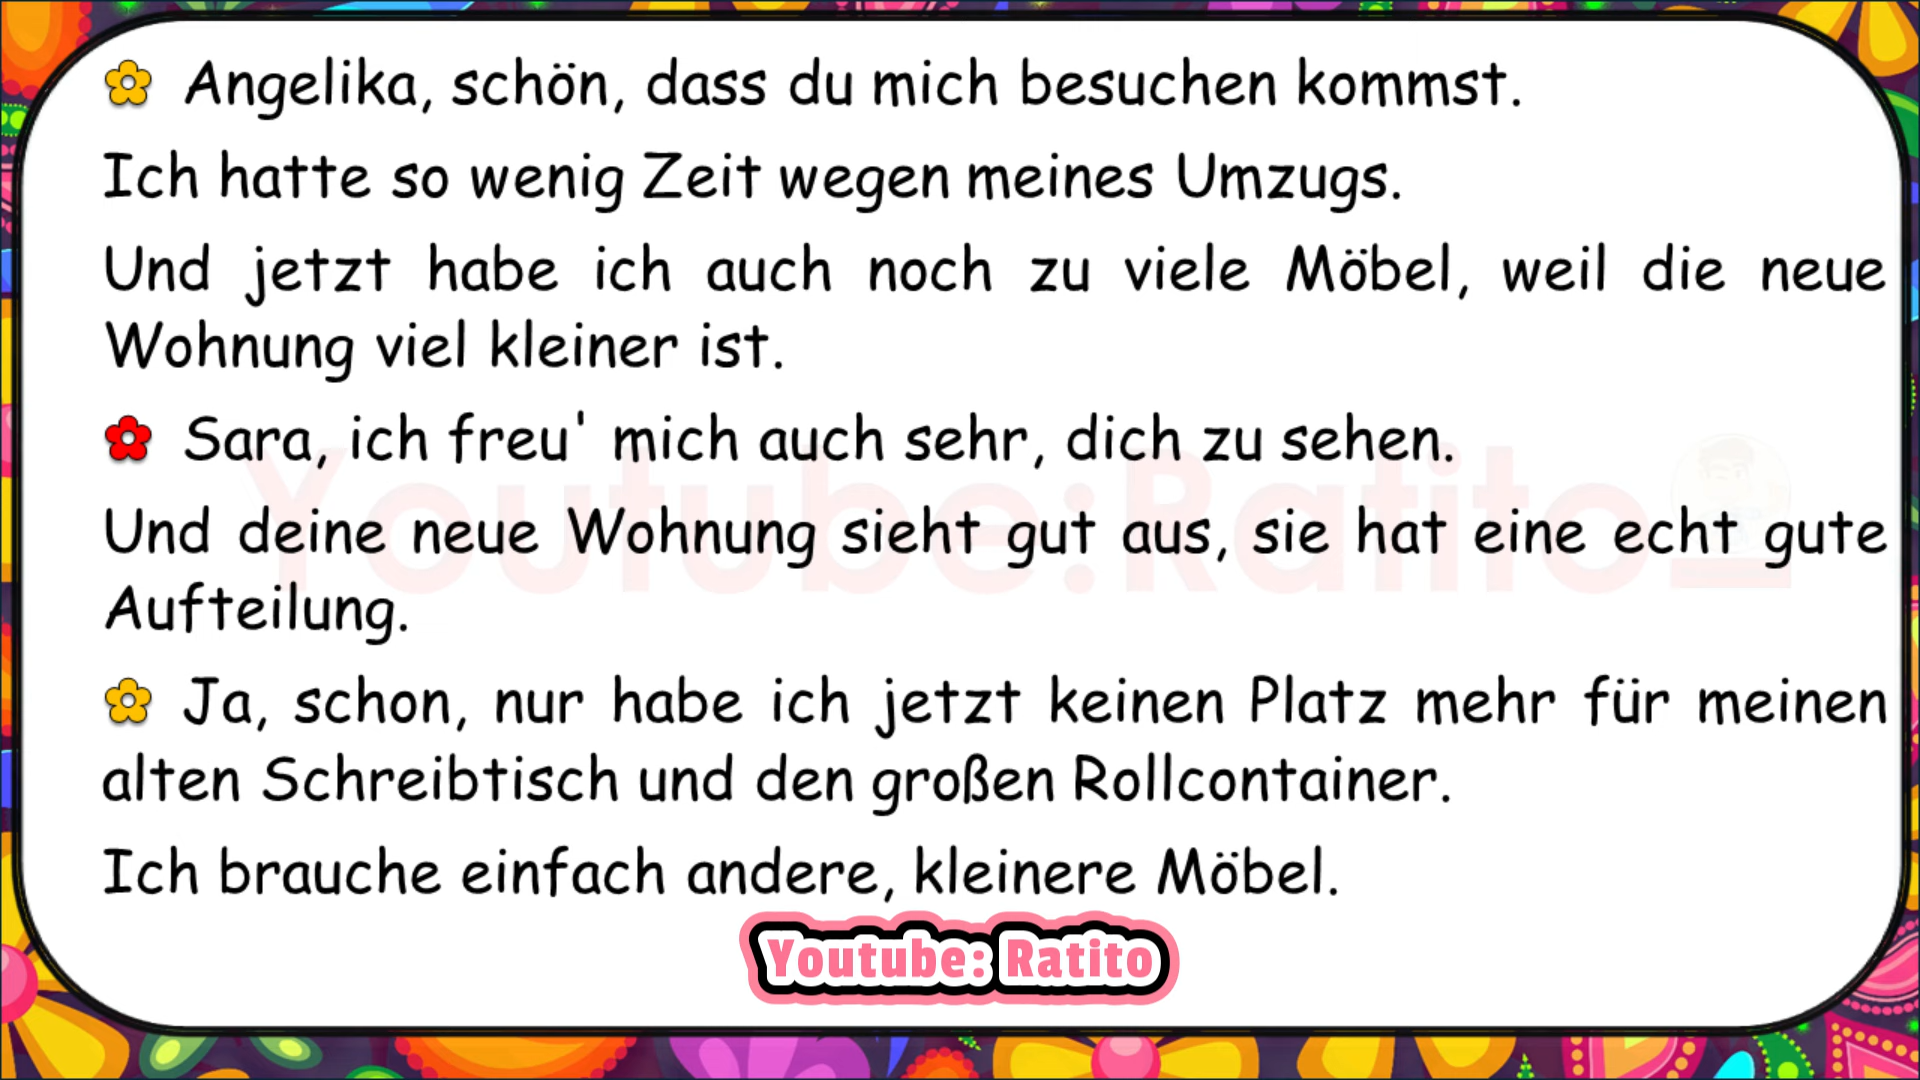 Angelika, schön, dass du mich besuchen kommst.
Ich hatte so wenig Zeit wegen meines Umzugs.
Und jetzt habe ich auch noch zu viele Möbel, weil die neue
Wohnung viel kleiner ist.
Sara, ich freu' mich auch sehr, dich zu sehen.
Youtube:Ratito
Und deine neue Wohnung sieht gut aus, sie hat eine echt gute
Aufteilung.
Ja, schon, nur habe ich jetzt keinen Platz mehr für meinen
alten Schreibtisch und den großen Rollcontainer.
Ich brauche einfach andere, kleinere Möbel.
Youtube: Ratito